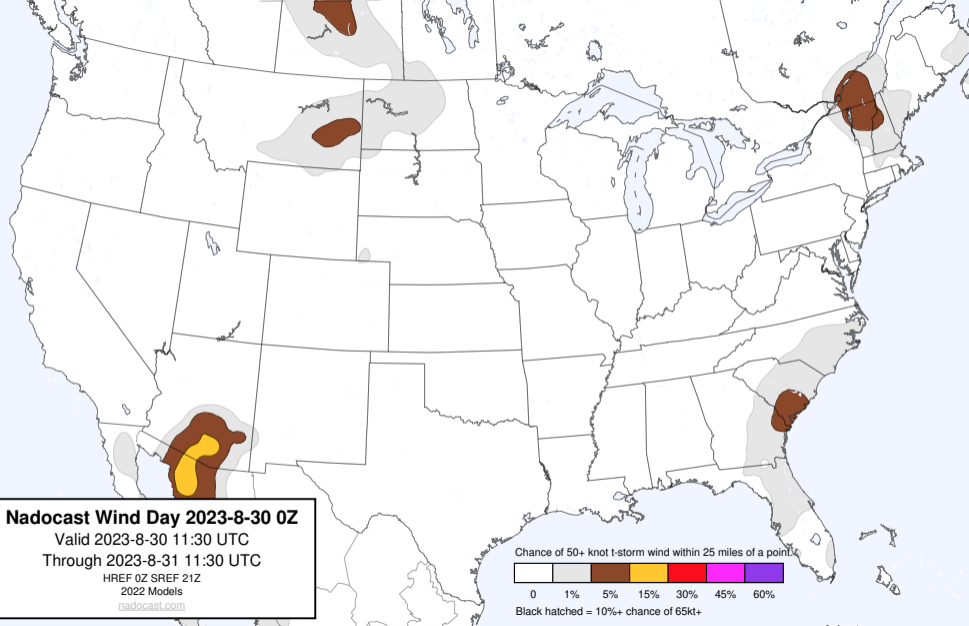 Nadocast Wind Day 2023-8-30 0Z
Valid 2023-8-30 11:30 UTC
Through 2023-8-31 11:30 UTC
HREF 0Z SREF 21Z
2022 Models
nadocast.com
Chance of 50+ knot t-storm wind within 25 miles of a point.
0 1% 5% 15% 30% 45% 60%
Black hatched = 10%+ chance of 65kt+